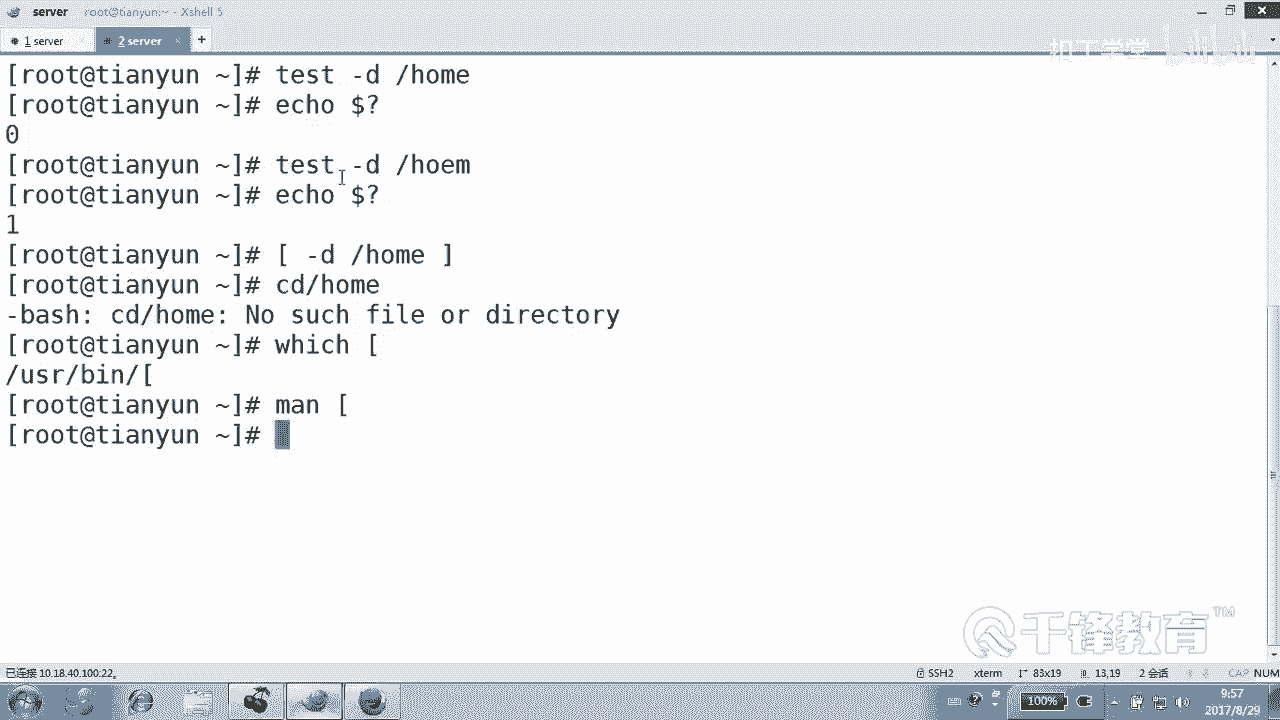 server root@tianyun:~ - Xshell 5
1 server
2 server
+
扣丁学堂 bilibili
[root@tianyun ~]# test -d /home
[root@tianyun ~]# echo $?
0
[root@tianyun ~]# test -d /hoem
[root@tianyun ~]# echo $?
1
[root@tianyun ~]# [ -d /home ]
[root@tianyun ~]# cd/home
-bash: cd/home: No such file or directory
[root@tianyun ~]# which [
/usr/bin/[
[root@tianyun ~]# man [
[root@tianyun ~]#
千锋教育 TM
已连接 10.18.40.100:22。
SSH2 xterm 83x19 13,19 2 会话 CAP NUM
100%
9:57
2017/8/29